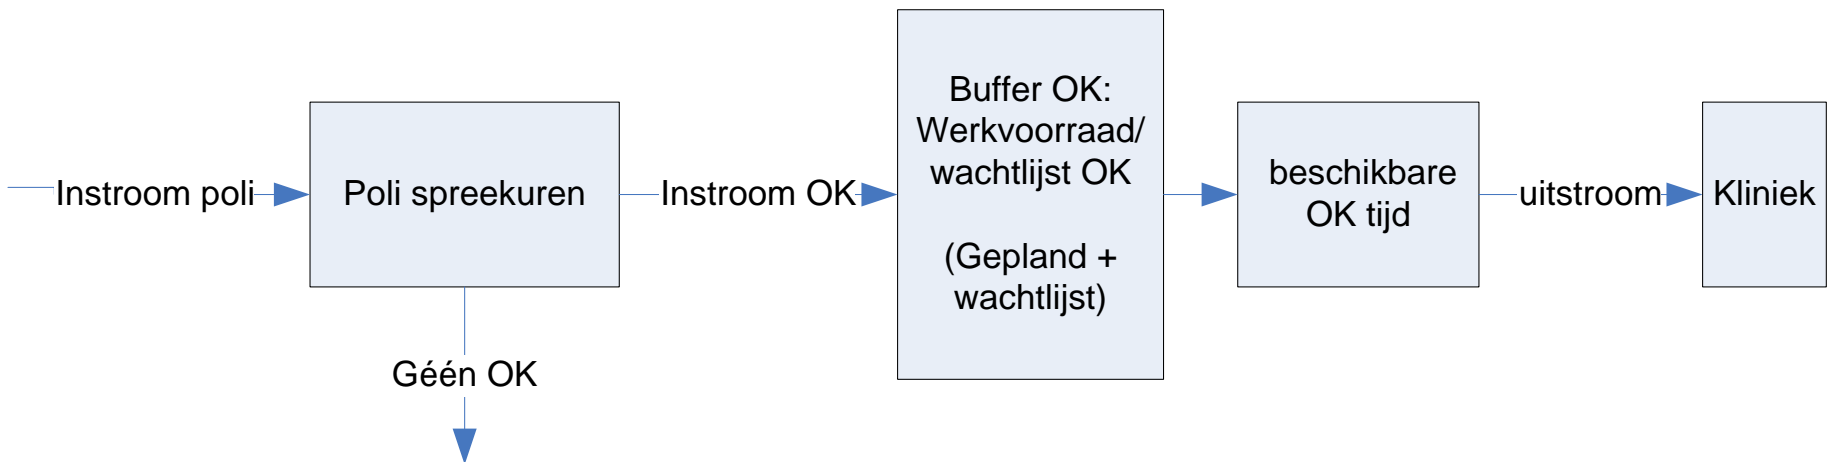 Instroom poli
Poli spreekuren
Géén OK
Instroom OK
Buffer OK:
Werkvoorraad/
wachtlijst OK
(Gepland +
wachtlijst)
beschikbare
OK tijd
uitstroom
Kliniek